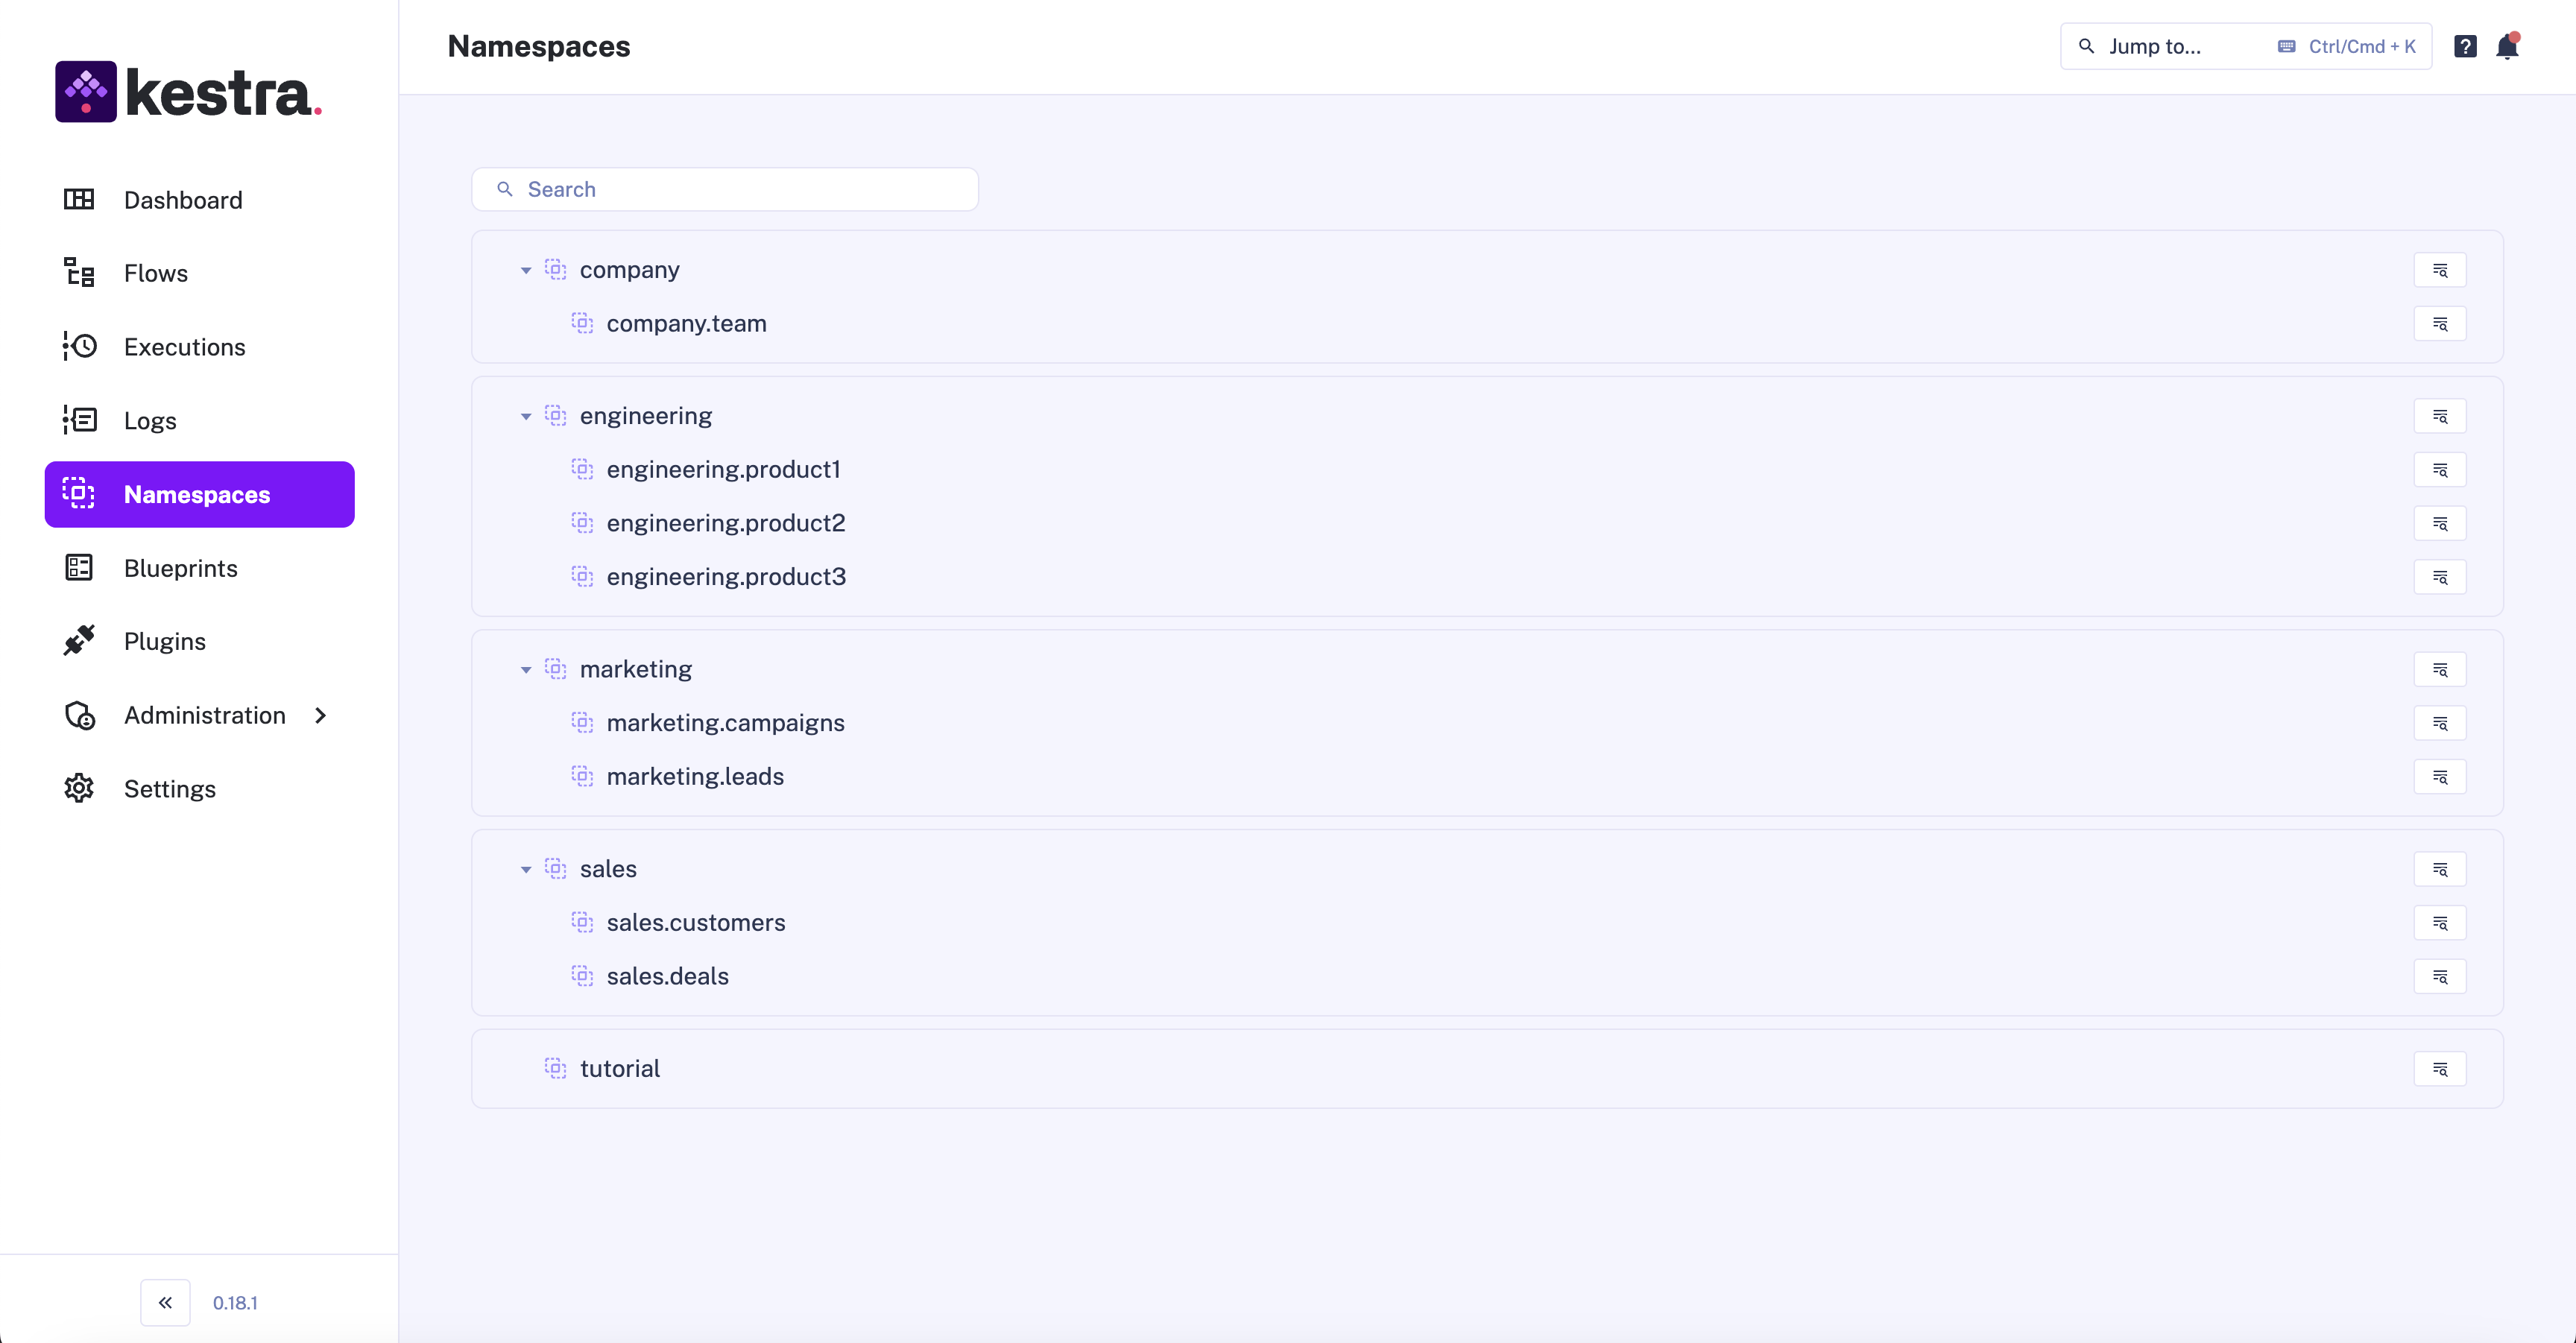 kestra.
Namespaces
Jump to...
Ctrl/Cmd + K
Dashboard
Flows
Executions
Logs
Namespaces
Blueprints
Plugins
Administration
Settings
0.18.1
Search
company
company.team
engineering
engineering.product1
engineering.product2
engineering.product3
marketing
marketing.campaigns
marketing.leads
sales
sales.customers
sales.deals
tutorial